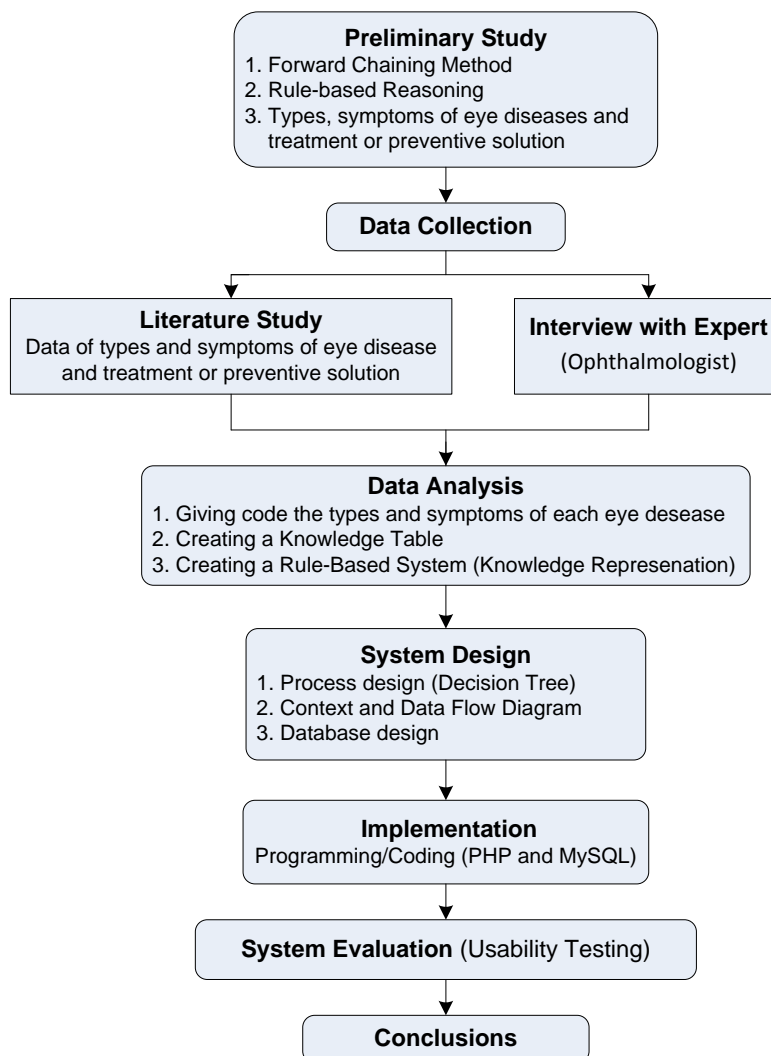 Preliminary Study
1. Forward Chaining Method
2. Rule-based Reasoning
3. Types, symptoms of eye diseases and
treatment or preventive solution
Data Collection
Literature Study
Data of types and symptoms of eye disease
and treatment or preventive solution
Interview with Expert
(Ophthalmologist)
Data Analysis
1. Giving code the types and symptoms of each eye desease
2. Creating a Knowledge Table
3. Creating a Rule-Based System (Knowledge Represenation)
System Design
1. Process design (Decision Tree)
2. Context and Data Flow Diagram
3. Database design
Implementation
Programming/Coding (PHP and MySQL)
System Evaluation (Usability Testing)
Conclusions